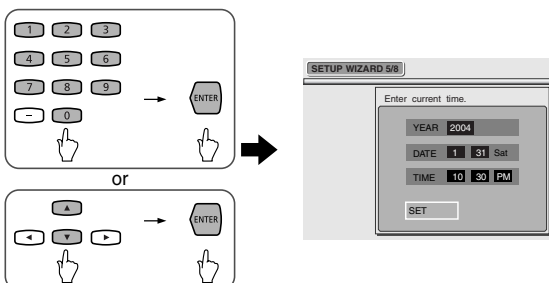 1 2 3
4 5 6
7 8 9
– 0
ENTER
or
ENTER
SETUP WIZARD 5/8
Enter current time.
YEAR 2004
DATE 1 31 Sat
TIME 10 30 PM
SET